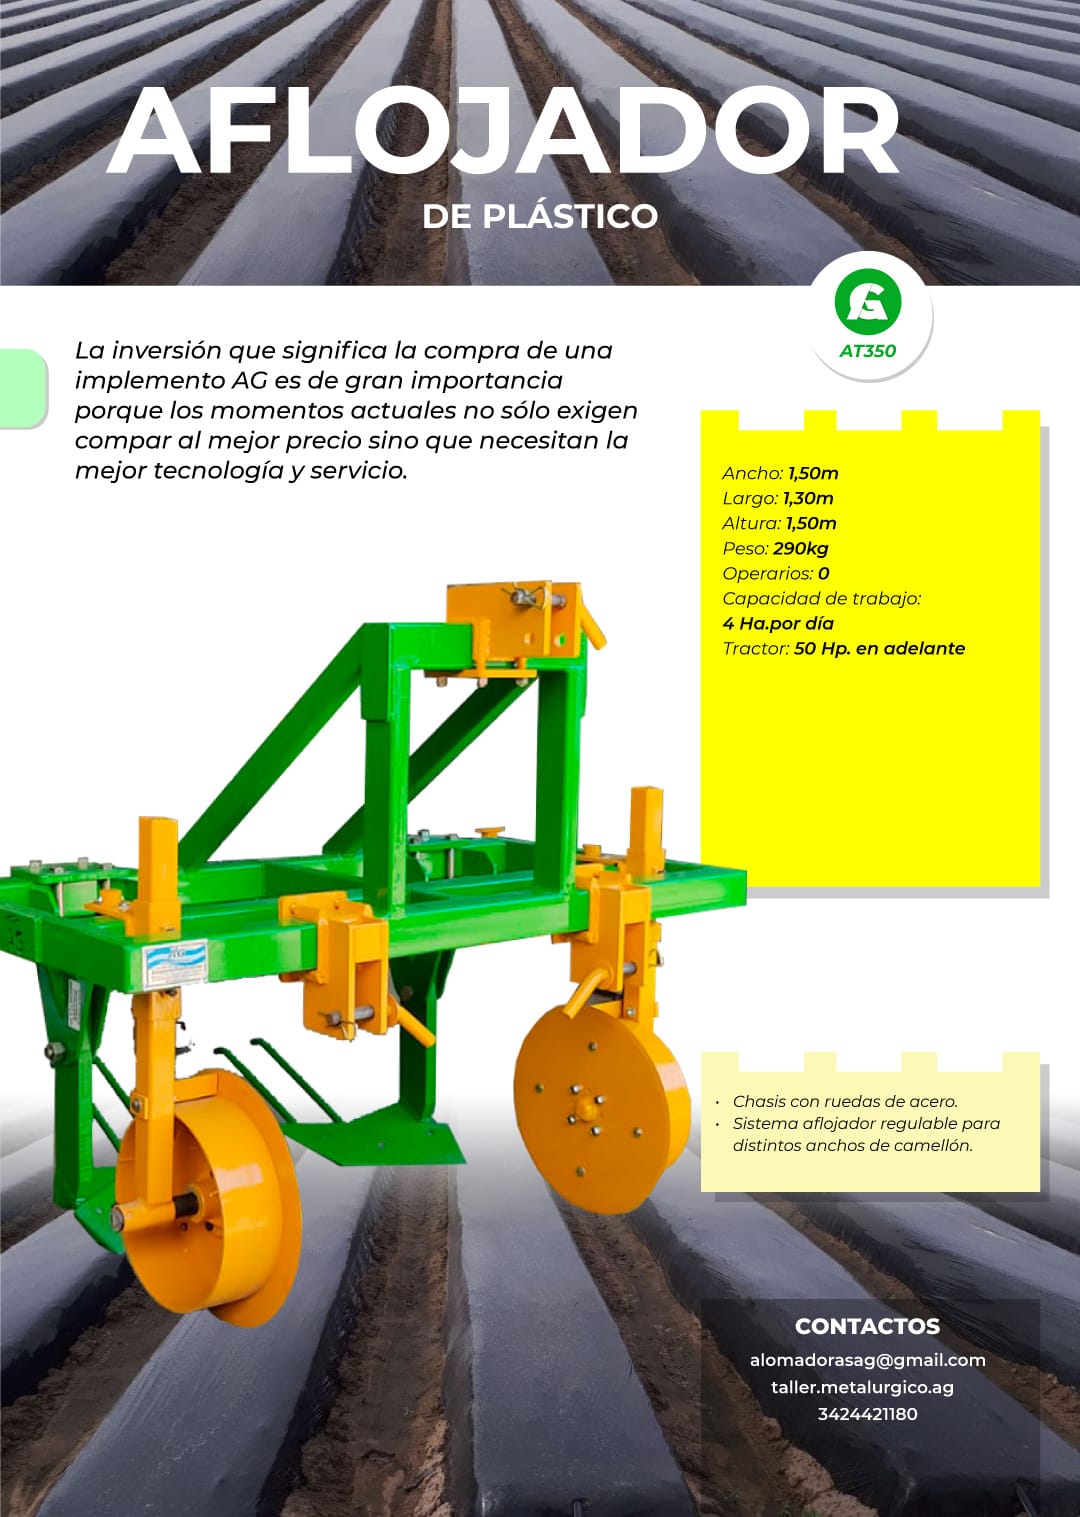 AFLOJADOR
DE PLÁSTICO
AG
AT350
La inversión que significa la compra de una
implemento AG es de gran importancia
porque los momentos actuales no sólo exigen
compar al mejor precio sino que necesitan la
mejor tecnología y servicio.
Ancho: 1,50m
Largo: 1,30m
Altura: 1,50m
Peso: 290kg
Operarios: 0
Capacidad de trabajo:
4 Ha.por día
Tractor: 50 Hp. en adelante
AG
• Chasis con ruedas de acero.
• Sistema aflojador regulable para
distintos anchos de camellón.
CONTACTOS
alomadorasag@gmail.com
taller.metalurgico.ag
3424421180